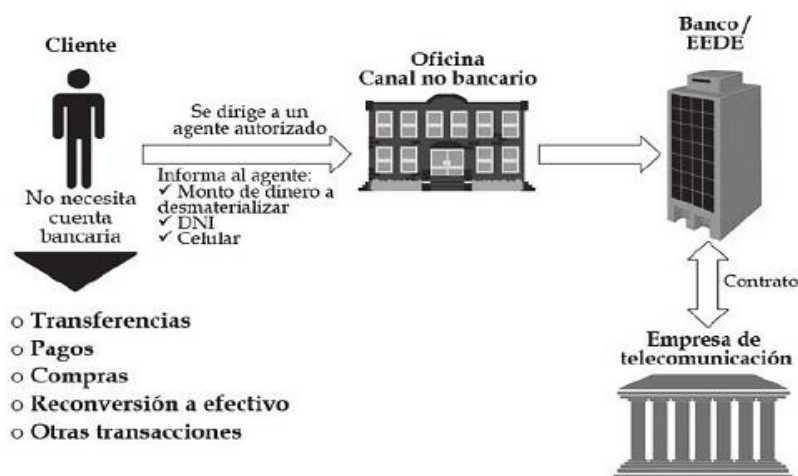 Cliente
No necesita
cuenta
bancaria
o Transferencias
o Pagos
o Compras
o Reconversión a efectivo
o Otras transacciones
Se dirige a un
agente autorizado
Informa al agente:
✓ Monto de dinero a
desmaterializar
✓ DNI
✓ Celular
Oficina
Canal no bancario
Banco /
EEDE
Contrato
Empresa de
telecomunicación